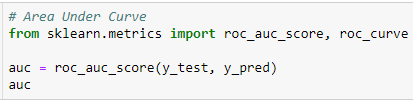 # Area Under Curve
from sklearn.metrics import roc_auc_score, roc_curve
auc = roc_auc_score(y_test, y_pred)
auc